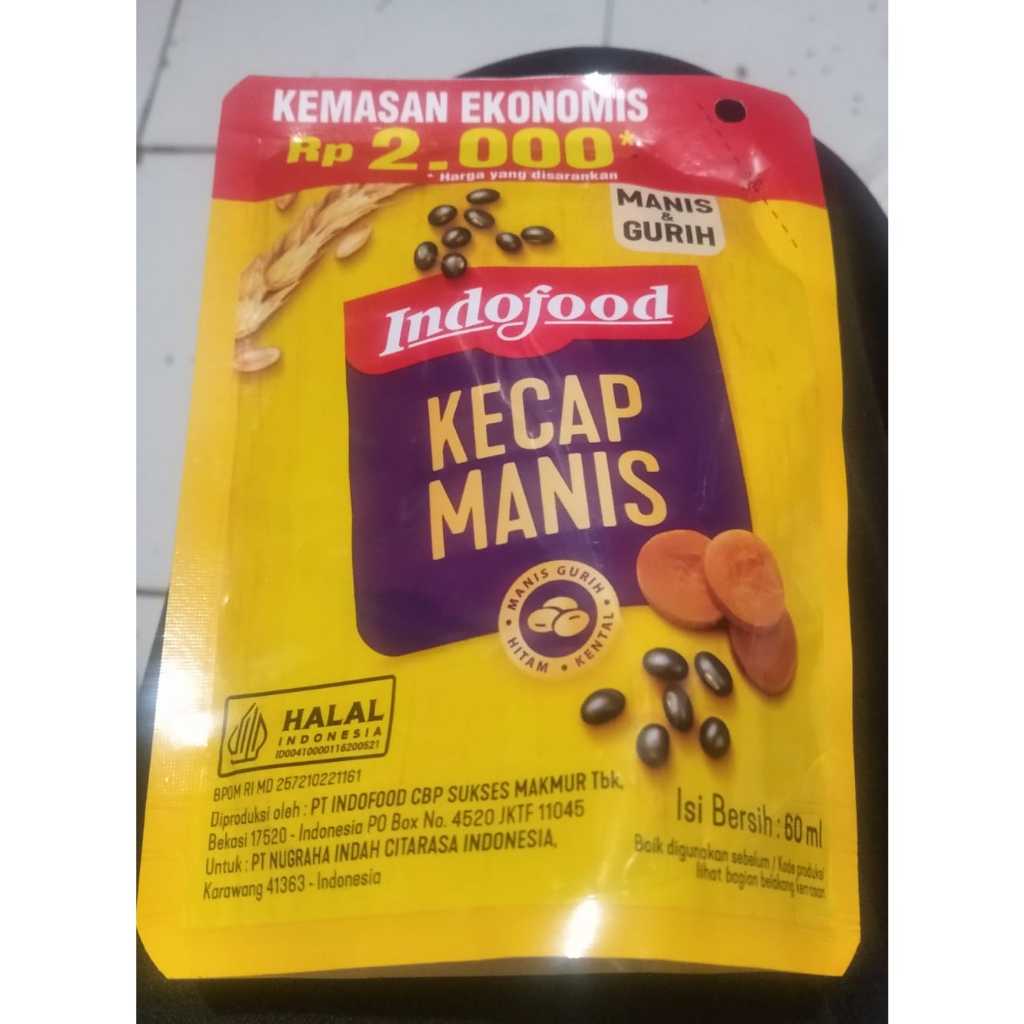 KEMASAN EKONOMIS
Rp 2.000*
* Harga yang disarankan
MANIS
&
GURIH
Indofood
KECAP
MANIS
MANIS GURIH • KENTAL • HITAM •
HALAL
INDONESIA
ID00410000116200521
BPOM RI MD 257210221161
Diproduksi oleh : PT INDOFOOD CBP SUKSES MAKMUR Tbk,
Bekasi 17520 - Indonesia PO Box No. 4520 JKTF 11045
Untuk : PT NUGRAHA INDAH CITARASA INDONESIA,
Karawang 41363 - Indonesia
Isi Bersih : 60 ml
Baik digunakan sebelum / Kode produksi
lihat bagian belakang kemasan